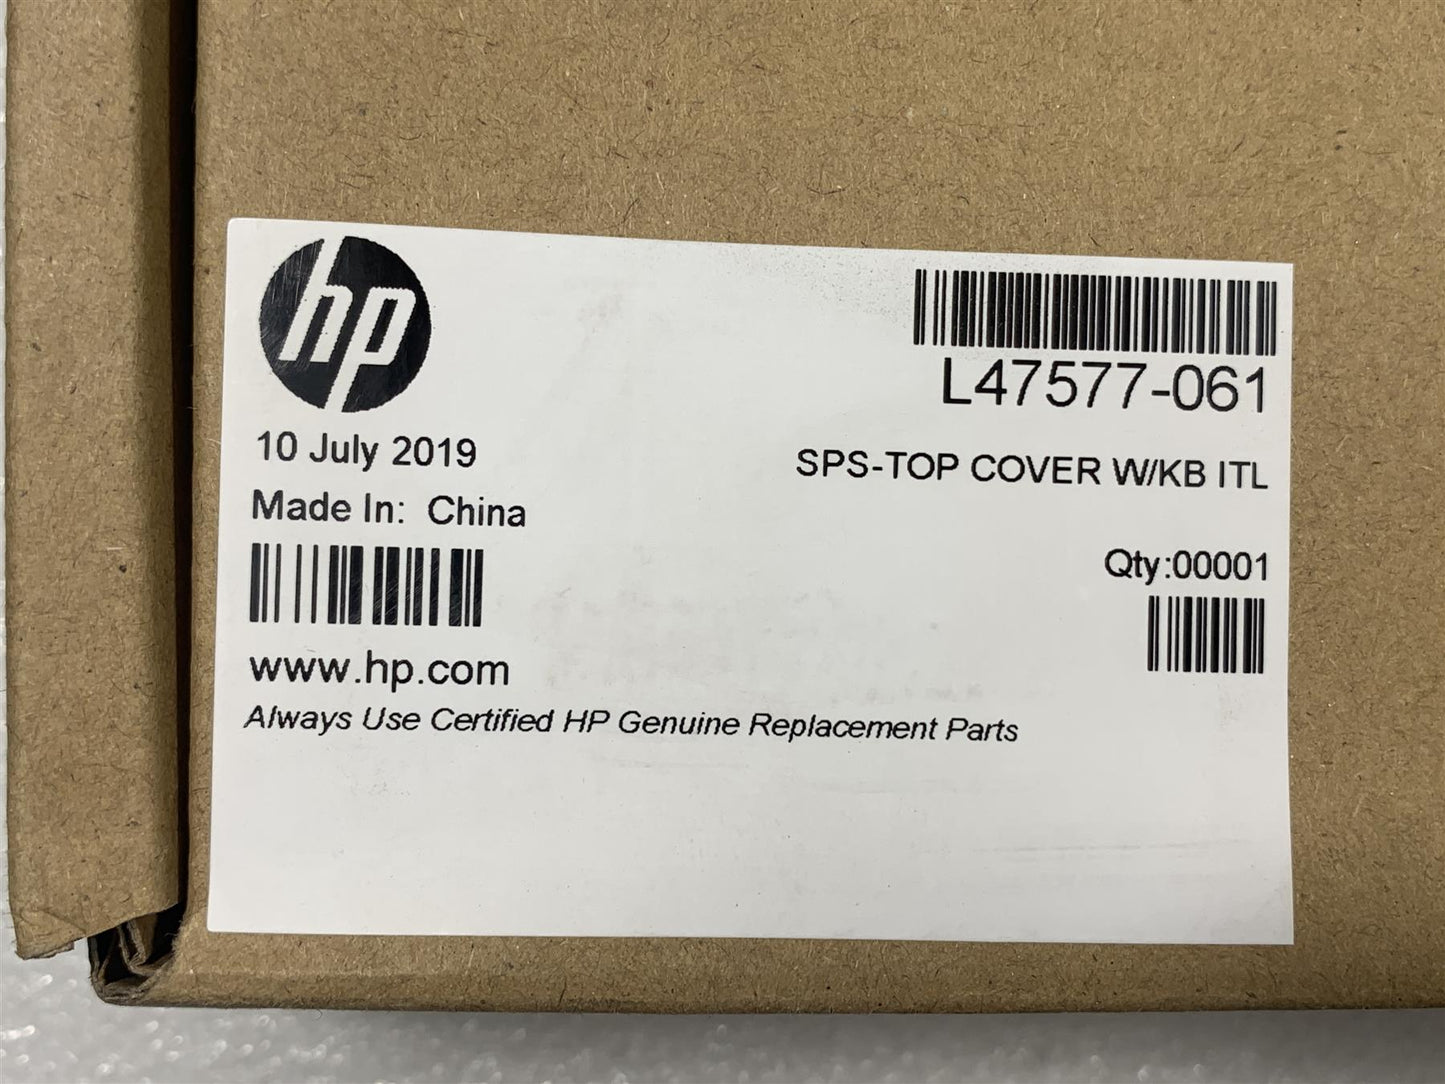 hp
L47577-061
10 July 2019
SPS-TOP COVER W/KB ITL
Made In: China
Qty:00001
www.hp.com
Always Use Certified HP Genuine Replacement Parts